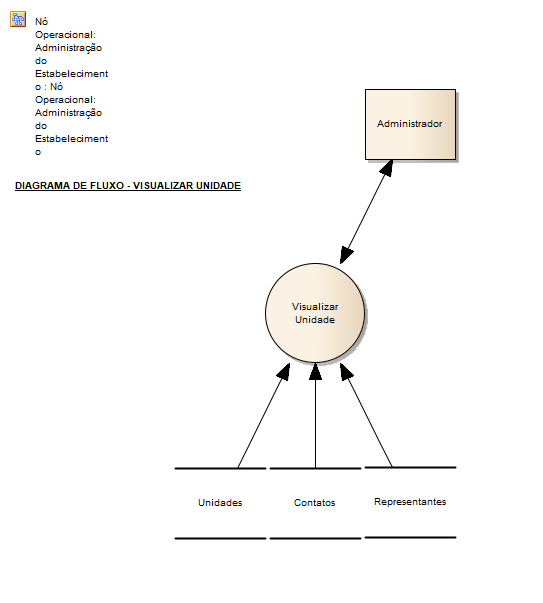 Nó
Operacional:
Administração
do
Estabeleciment
o : Nó
Operacional:
Administração
do
Estabeleciment
o
DIAGRAMA DE FLUXO - VISUALIZAR UNIDADE
Administrador
Visualizar
Unidade
Unidades
Contatos
Representantes